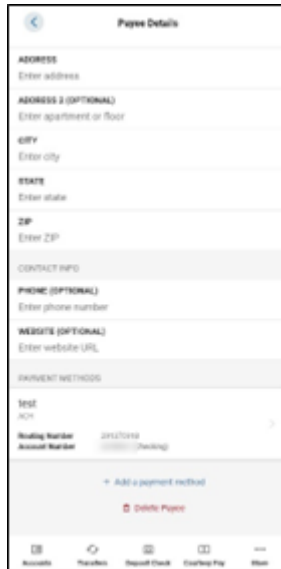 Payee Details
ADDRESS
Enter address
ADDRESS 2 (OPTIONAL)
Enter apartment or floor
CITY
Enter city
STATE
Enter state
ZIP
Enter ZIP
CONTACT INFO
PHONE (OPTIONAL)
Enter phone number
WEBSITE (OPTIONAL)
Enter website URL
PAYMENT METHODS
test
ACH
Routing Number
Account Number (Checking)
+ Add a payment method
Delete Payee
Accounts Transfers Deposit Check Courtesy Pay More